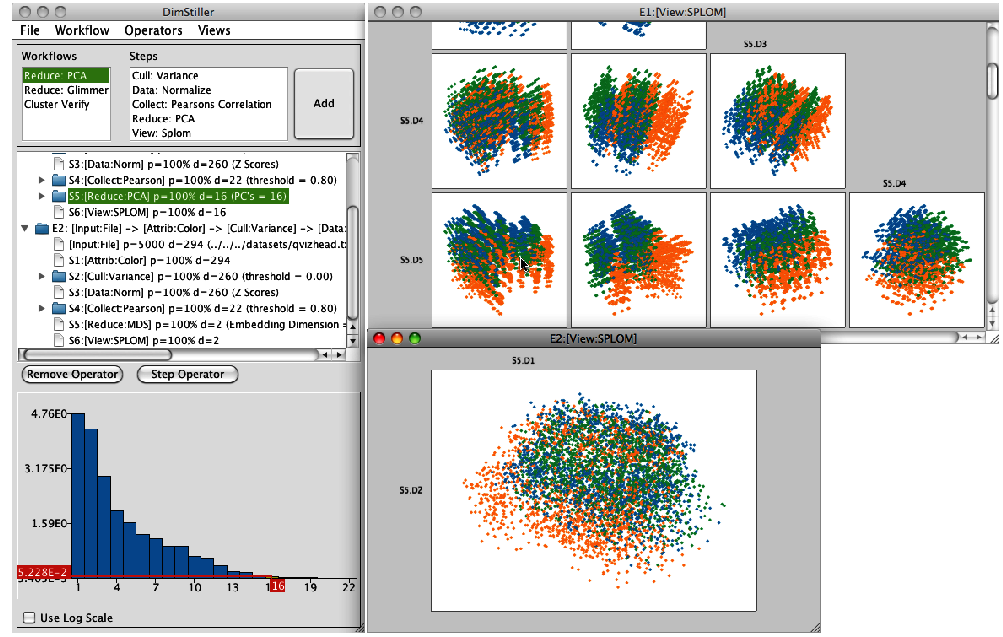 DimStiller
File Workflow Operators Views
Workflows
Steps
Reduce: PCA
Reduce: Glimmer
Cluster Verify
Cull: Variance
Data: Normalize
Collect: Pearsons Correlation
Reduce: PCA
View: Splom
Add
S3:[Data:Norm] p=100% d=260 (Z Scores)
S4:[Collect:Pearson] p=100% d=22 (threshold = 0.80)
S5:[Reduce:PCA] p=100% d=16 (PC's = 16)
S6:[View:SPLOM] p=100% d=16
E2: [Input:File] -> [Attrib:Color] -> [Cull:Variance] -> [Data:
[Input:File] p=5000 d=294 (../../../datasets/qvizhead.t
S1:[Attrib:Color] p=100% d=294
S2:[Cull:Variance] p=100% d=260 (threshold = 0.00)
S3:[Data:Norm] p=100% d=260 (Z Scores)
S4:[Collect:Pearson] p=100% d=22 (threshold = 0.80)
S5:[Reduce:MDS] p=100% d=2 (Embedding Dimension =
S6:[View:SPLOM] p=100% d=2
Remove Operator
Step Operator
4.76E0
3.175E0
1.59E0
5.228E-2
1 4 7 10 13 16 19 22
Use Log Scale
E1:[View:SPLOM]
S5.D3
S5.D4
S5.D4
S5.D5
E2:[View:SPLOM]
S5.D1
S5.D2